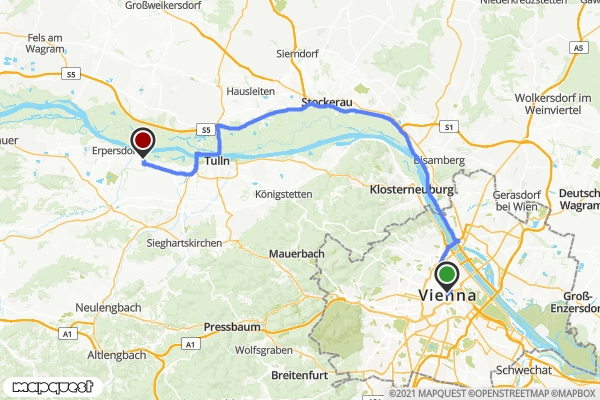 Großweikersdorf
Niederkreuzstetten
Fels am
Wagram
Sierndorf
A5
S5
Hausleiten
Wolkersdorf im
Weinviertel
Stockerau
S5
S1
Erpersdo
Tulln
Bisamberg
Königstetten
Klosterneuburg
Gerasdorf
bei Wien
Deutsch
Wagram
Sieghartskirchen
Mauerbach
Vienna
Groß-
Enzersdorf
Neulengbach
Pressbaum
A1
A1
Wolfsgraben
Altlengbach
Breitenfurt
Schwechat
mapquest
©2021 MAPQUEST ©OPENSTREETMAP ©MAPBOX